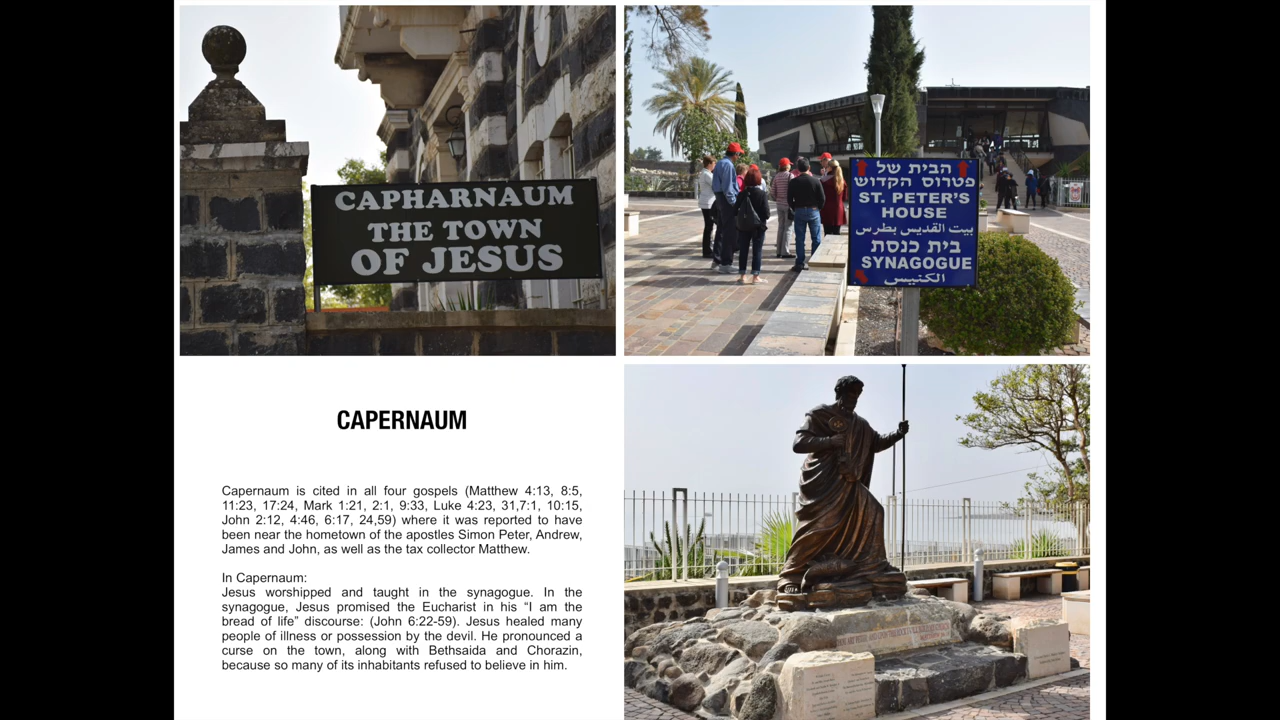 CAPHARNAUM
THE TOWN
OF JESUS
הבית של
פטרוס הקדוש
ST. PETER'S
HOUSE
بيت القديس بطرس
בית כנסת
SYNAGOGUE
الكنيس
CAPERNAUM
Capernaum is cited in all four gospels (Matthew 4:13, 8:5,
11:23, 17:24, Mark 1:21, 2:1, 9:33, Luke 4:23, 31,7:1, 10:15,
John 2:12, 4:46, 6:17, 24,59) where it was reported to have
been near the hometown of the apostles Simon Peter, Andrew,
James and John, as well as the tax collector Matthew.
In Capernaum:
Jesus worshipped and taught in the synagogue. In the
synagogue, Jesus promised the Eucharist in his “I am the
bread of life” discourse: (John 6:22-59). Jesus healed many
people of illness or possession by the devil. He pronounced a
curse on the town, along with Bethsaida and Chorazin,
because so many of its inhabitants refused to believe in him.